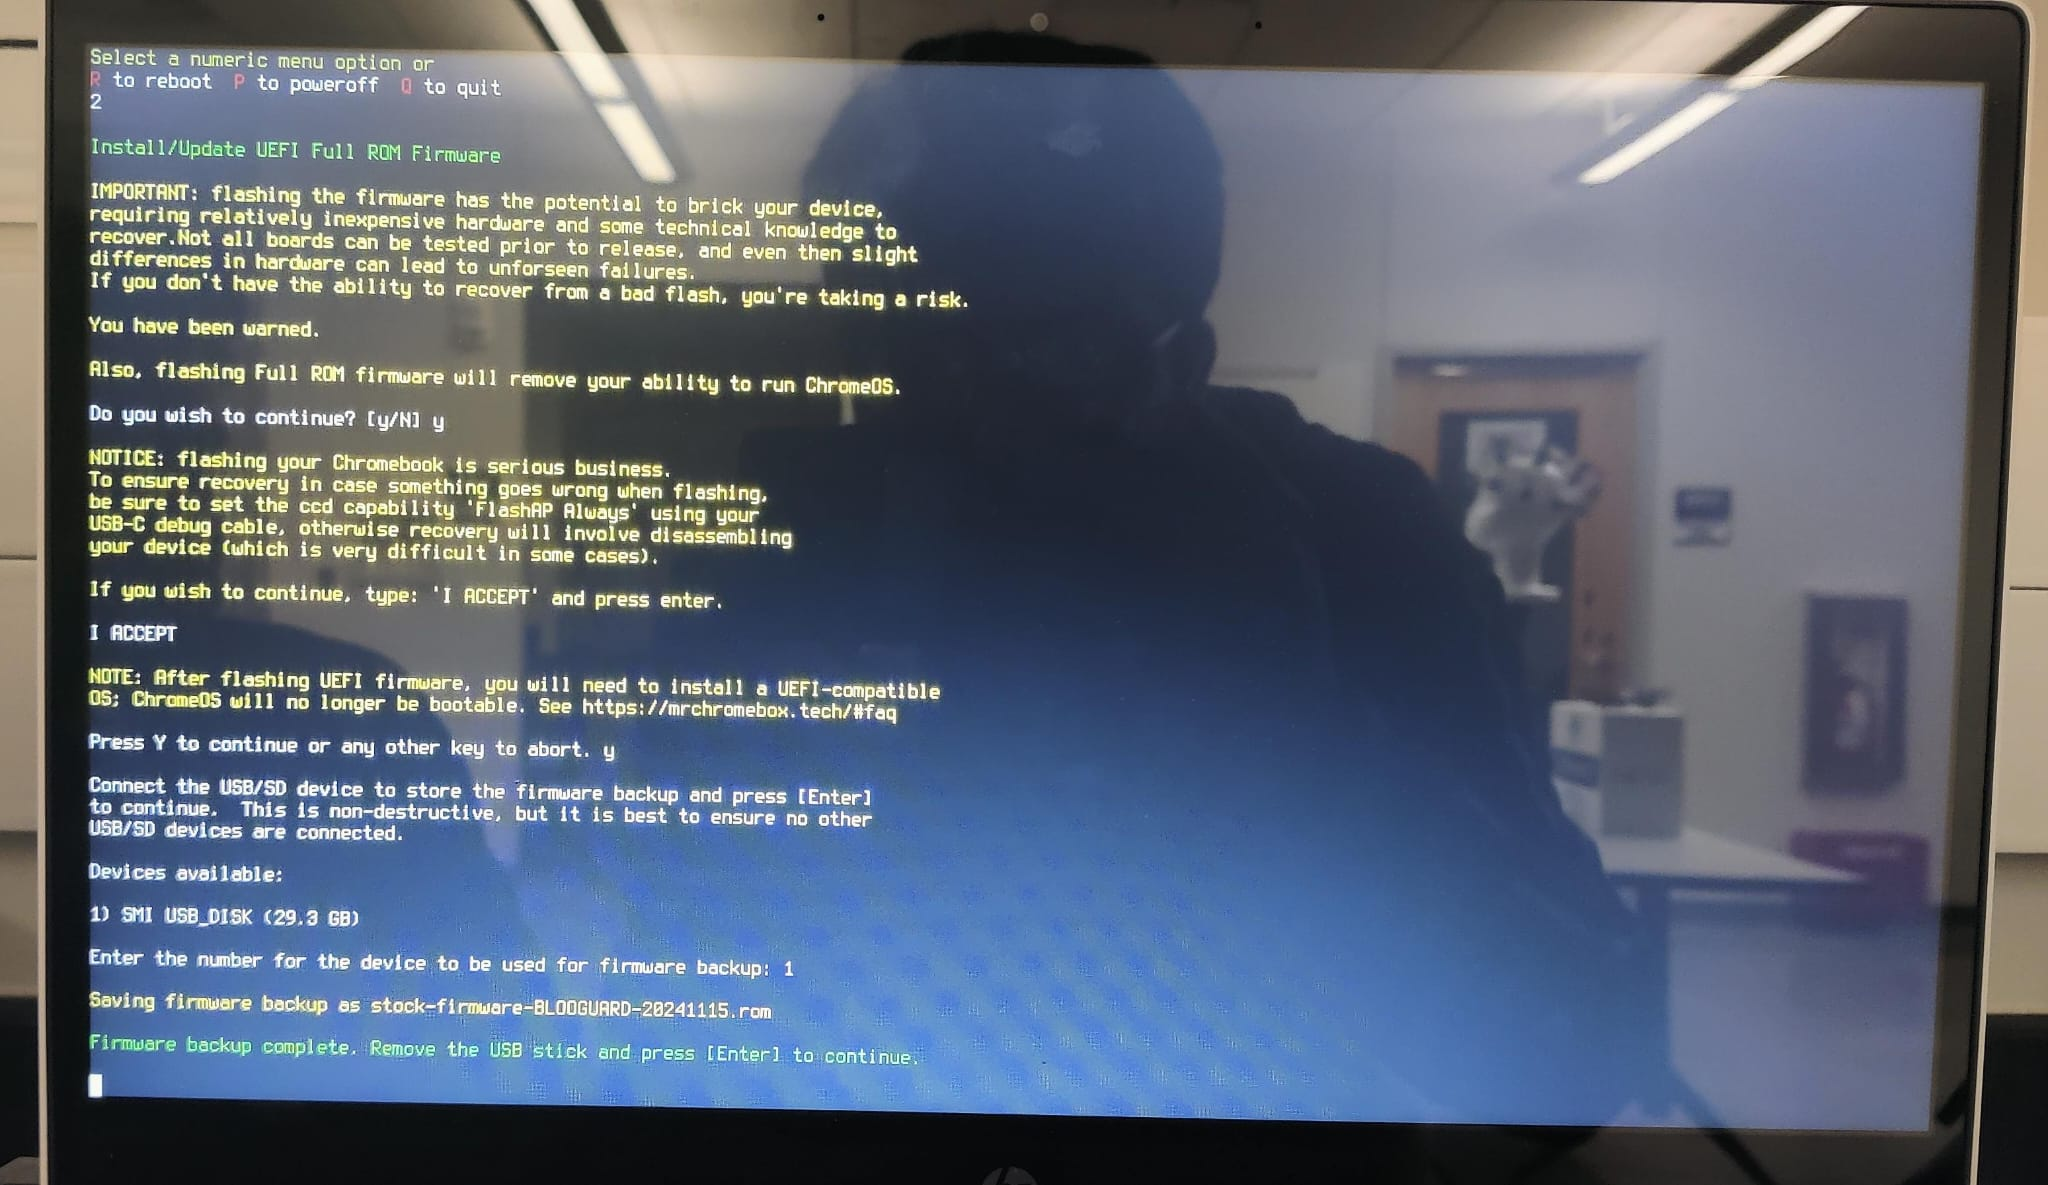 Select a numeric menu option or
R to reboot  P to poweroff  Q to quit
2
Install/Update UEFI Full ROM Firmware
IMPORTANT: flashing the firmware has the potential to brick your device,
requiring relatively inexpensive hardware and some technical knowledge to
recover.Not all boards can be tested prior to release, and even then slight
differences in hardware can lead to unforseen failures.
If you don't have the ability to recover from a bad flash, you're taking a risk.
You have been warned.
Also, flashing Full ROM firmware will remove your ability to run ChromeOS.
Do you wish to continue? [y/N] y
NOTICE: flashing your Chromebook is serious business.
To ensure recovery in case something goes wrong when flashing,
be sure to set the ccd capability 'FlashAP Always' using your
USB-C debug cable, otherwise recovery will involve disassembling
your device (which is very difficult in some cases).
If you wish to continue, type: 'I ACCEPT' and press enter.
I ACCEPT
NOTE: After flashing UEFI firmware, you will need to install a UEFI-compatible
OS; ChromeOS will no longer be bootable. See https://mrchromebox.tech/#faq
Press Y to continue or any other key to abort. y
Connect the USB/SD device to store the firmware backup and press [Enter]
to continue.  This is non-destructive, but it is best to ensure no other
USB/SD devices are connected.
Devices available:
1) SMI USB_DISK (29.3 GB)
Enter the number for the device to be used for firmware backup: 1
Saving firmware backup as stock-firmware-BLOOGUARD-20241115.rom
Firmware backup complete. Remove the USB stick and press [Enter] to continue.